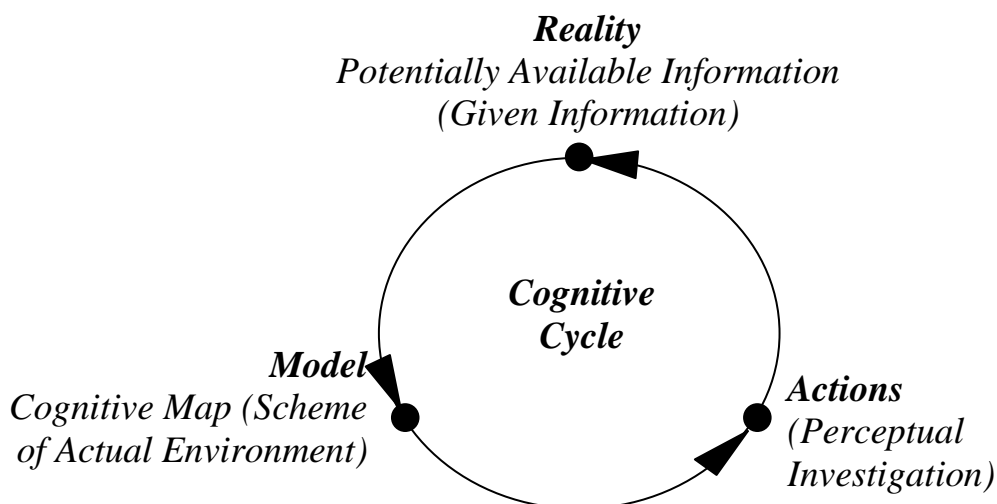 Reality
Potentially Available Information
(Given Information)
Cognitive
Cycle
Model
Cognitive Map (Scheme
of Actual Environment)
Actions
(Perceptual
Investigation)